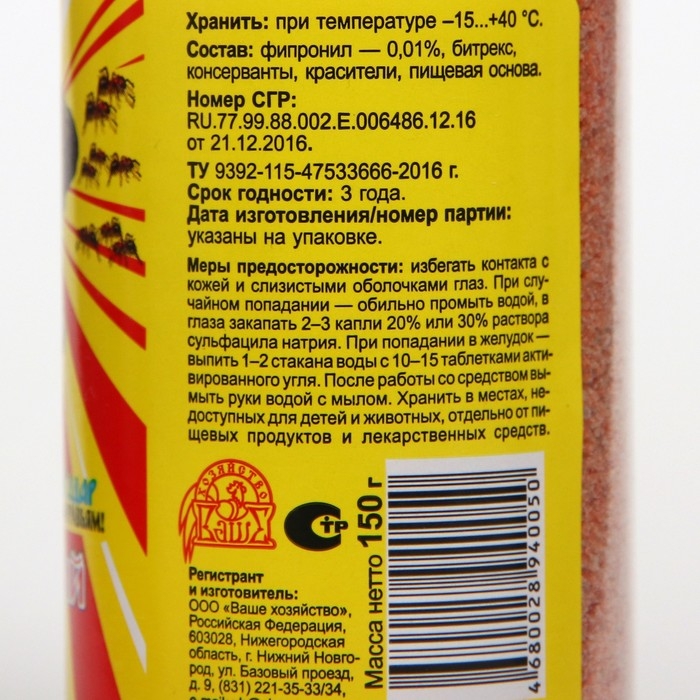 Хранить: при температуре –15...+40 °С.
Состав: фипронил — 0,01%, битрекс,
консерванты, красители, пищевая основа.
Номер СГР:
RU.77.99.88.002.E.006486.12.16
от 21.12.2016.
ТУ 9392-115-47533666-2016 г.
Срок годности: 3 года.
Дата изготовления/номер партии:
указаны на упаковке.
Меры предосторожности: избегать контакта с
кожей и слизистыми оболочками глаз. При слу-
чайном попадании — обильно промыть водой, в
глаза закапать 2–3 капли 20% или 30% раствора
сульфацила натрия. При попадании в желудок —
выпить 1–2 стакана воды с 10–15 таблетками акти-
вированного угля. После работы со средством вы-
мыть руки водой с мылом. Хранить в местах, не-
доступных для детей и животных, отдельно от пи-
щевых продуктов и лекарственных средств.
ХОЗЯЙСТВО
ВАШЕ
Стр
Масса нетто 150 г
4 680028 940050
Регистрант
и изготовитель:
ООО «Ваше хозяйство»,
Российская Федерация,
603028, Нижегородская
область, г. Нижний Новго-
род, ул. Базовый проезд,
д. 9, (831) 221-35-33/34,